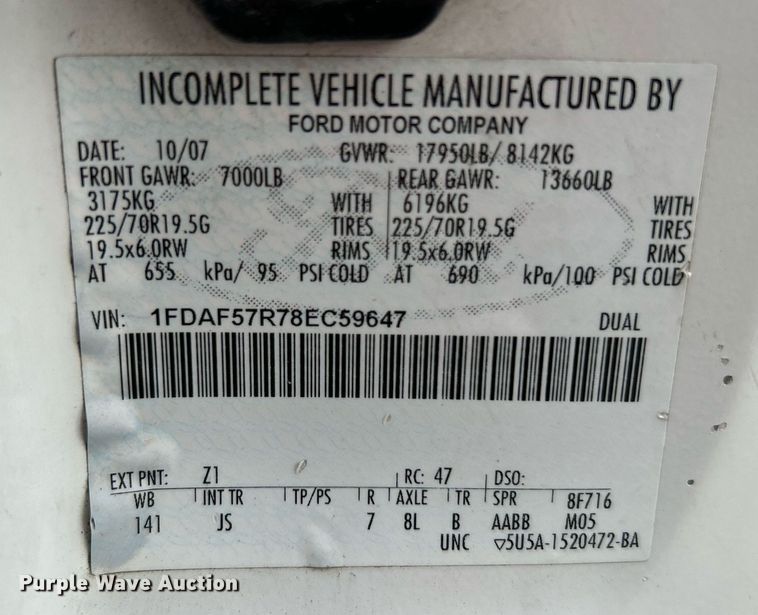 INCOMPLETE VEHICLE MANUFACTURED BY
FORD MOTOR COMPANY
DATE: 10/07 GVWR: 17950LB/ 8142KG
FRONT GAWR: 7000LB REAR GAWR: 13660LB
3175KG WITH 6196KG WITH
225/70R19.5G TIRES 225/70R19.5G TIRES
19.5x6.0RW RIMS 19.5x6.0RW RIMS
AT 655 kPa/ 95 PSI COLD AT 690 kPa/100 PSI COLD
VIN: 1FDAF57R78EC59647 DUAL
EXT PNT: Z1 RC: 47 DSO:
WB INT TR TP/PS R AXLE TR SPR 8F716
141 JS 7 8L B AABB M05
UNC ▽5U5A-1520472-BA
Purple Wave Auction